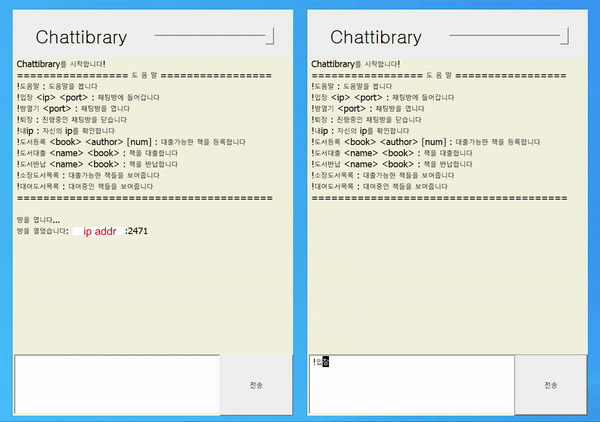 Chattibrary
Chattibrary를 시작합니다!
================= 도 움 말 =================
!도움말 : 도움말을 봅니다
!입장 <ip> <port> : 채팅방에 들어갑니다
!방열기 <port> : 채팅방을 엽니다
!퇴장 : 진행중인 채팅방을 닫습니다
!내ip : 자신의 ip를 확인합니다
!도서등록 <book> <author> [num] : 대출가능한 책을 등록합니다
!도서대출 <name> <book> : 책을 대출합니다
!도서반납 <name> <book> : 책을 반납합니다
!소장도서목록 : 대출가능한 책들을 보여줍니다
!대여도서목록 : 대여중인 책들을 보여줍니다
=======================================
방을 엽니다...
방을 열었습니다: ip addr :2471
전송
Chattibrary
Chattibrary를 시작합니다!
================= 도 움 말 =================
!도움말 : 도움말을 봅니다
!입장 <ip> <port> : 채팅방에 들어갑니다
!방열기 <port> : 채팅방을 엽니다
!퇴장 : 진행중인 채팅방을 닫습니다
!내ip : 자신의 ip를 확인합니다
!도서등록 <book> <author> [num] : 대출가능한 책을 등록합니다
!도서대출 <name> <book> : 책을 대출합니다
!도서반납 <name> <book> : 책을 반납합니다
!소장도서목록 : 대출가능한 책들을 보여줍니다
!대여도서목록 : 대여중인 책들을 보여줍니다
=======================================
!입장
전송